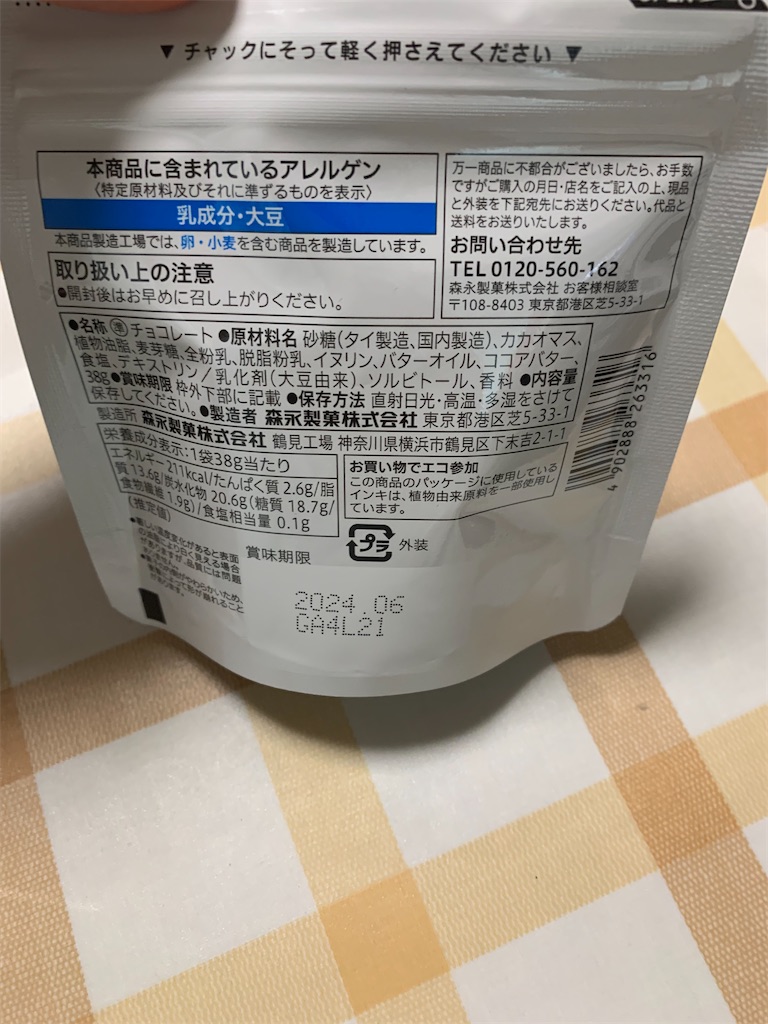 ▼ チャックにそって軽く押さえてください ▼
本商品に含まれているアレルゲン
〈特定原材料及びそれに準ずるものを表示〉
乳成分・大豆
本商品製造工場では、卵・小麦を含む商品を製造しています。
取り扱い上の注意
●開封後はお早めに召し上がりください。
万一商品に不都合がございましたら、お手数
ですがご購入の月日・店名をご記入の上、現品
と外装を下記宛先にお送りください。代品と
送料をお送りいたします。
お問い合わせ先
TEL 0120-560-162
森永製菓株式会社 お客様相談室
〒108-8403 東京都港区芝5-33-1
●名称 準チョコレート ●原材料名 砂糖(タイ製造、国内製造)、カカオマス、
植物油脂、麦芽糖、全粉乳、脱脂粉乳、イヌリン、バターオイル、ココアバター、
食塩、デキストリン/乳化剤(大豆由来)、ソルビトール、香料 ●内容量
38g ●賞味期限 枠外下部に記載 ●保存方法 直射日光・高温・多湿をさけて
保存してください。●製造者 森永製菓株式会社 東京都港区芝5-33-1
製造所 森永製菓株式会社 鶴見工場 神奈川県横浜市鶴見区下末吉2-1-1
栄養成分表示:1袋38g当たり
エネルギー 211kcal/たんぱく質 2.6g/脂
質 13.6g/炭水化物 20.6g(糖質 18.7g/
食物繊維 1.9g)/食塩相当量 0.1g
(推定値)
お買い物でエコ参加
この商品のパッケージに使用している
インキは、植物由来原料を一部使用し
ています。
4 902888 263316
プラ 外装
賞味期限
2024.06
GA4L21